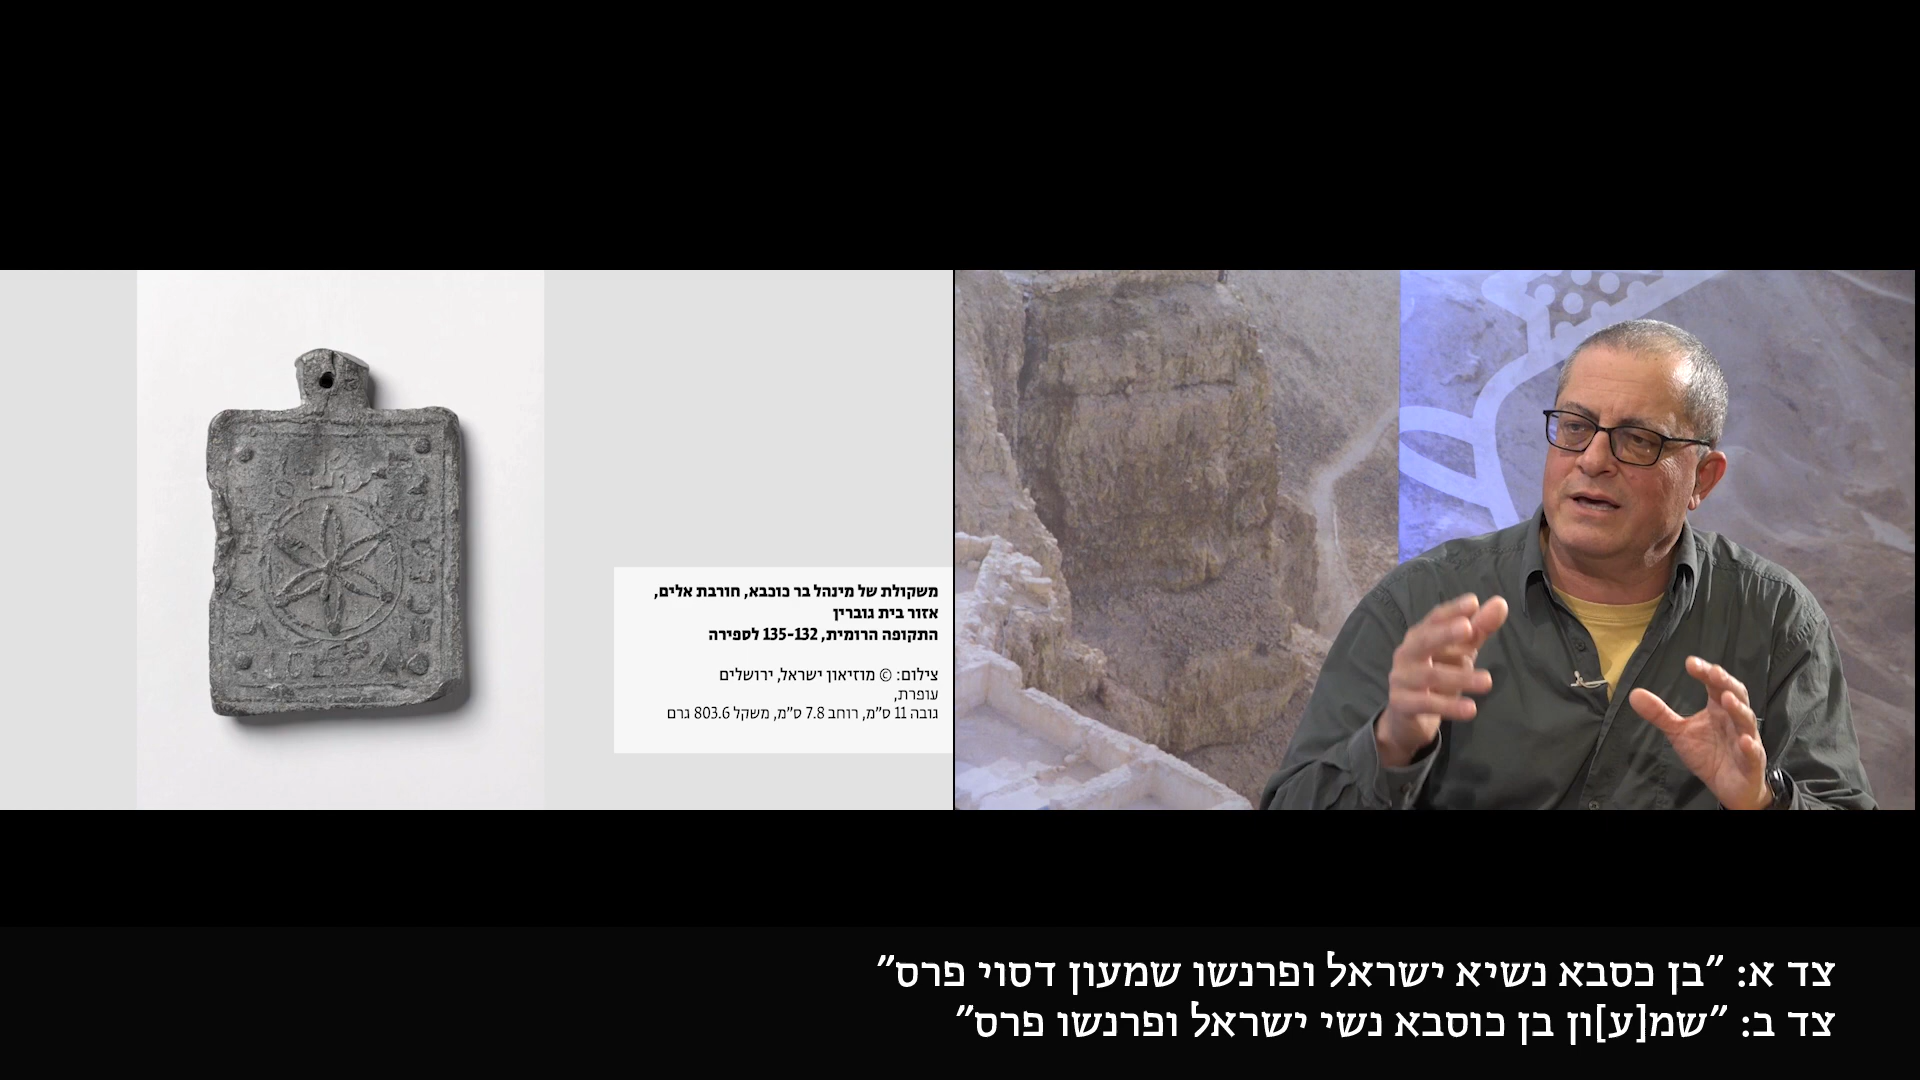 משקולת של מינהל בר כוכבא, חורבת אלים,
אזור בית גוברין
התקופה הרומית, 135-132 לספירה
צילום: © מוזיאון ישראל, ירושלים
עופרת,
גובה 11 ס"מ, רוחב 7.8 ס"מ, משקל 803.6 גרם
צד א: "בן כסבא נשיא ישראל ופרנשו שמעון דסוי פרס"
צד ב: "שמ[ע]ון בן כוסבא נשי ישראל ופרנשו פרס"